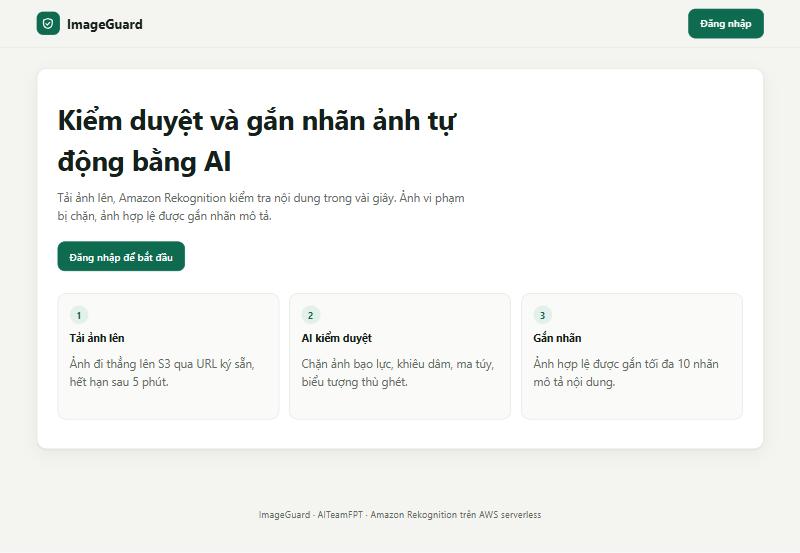 ImageGuard
Đăng nhập
Kiểm duyệt và gắn nhãn ảnh tự
động bằng AI
Tải ảnh lên, Amazon Rekognition kiểm tra nội dung trong vài giây. Ảnh vi phạm
bị chặn, ảnh hợp lệ được gắn nhãn mô tả.
Đăng nhập để bắt đầu
1
Tải ảnh lên
Ảnh đi thẳng lên S3 qua URL ký sẵn,
hết hạn sau 5 phút.
2
AI kiểm duyệt
Chặn ảnh bạo lực, khiêu dâm, ma túy,
biểu tượng thù ghét.
3
Gắn nhãn
Ảnh hợp lệ được gắn tối đa 10 nhãn
mô tả nội dung.
ImageGuard · AITeamFPT · Amazon Rekognition trên AWS serverless